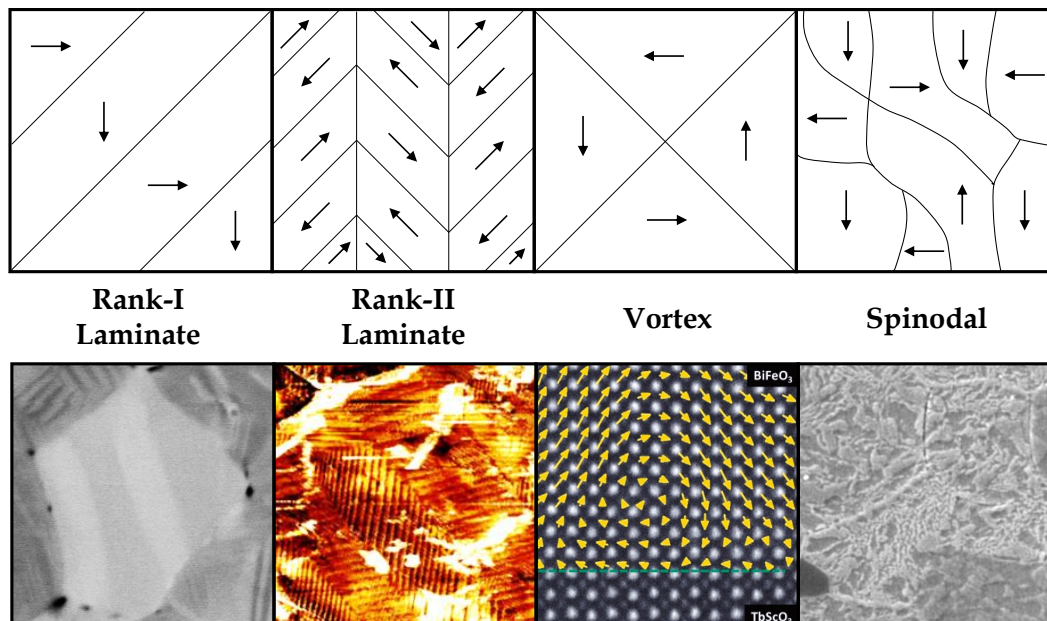 Rank-I
Laminate
Rank-II
Laminate
Vortex
Spinodal
BiFeO₃
TbScO₃